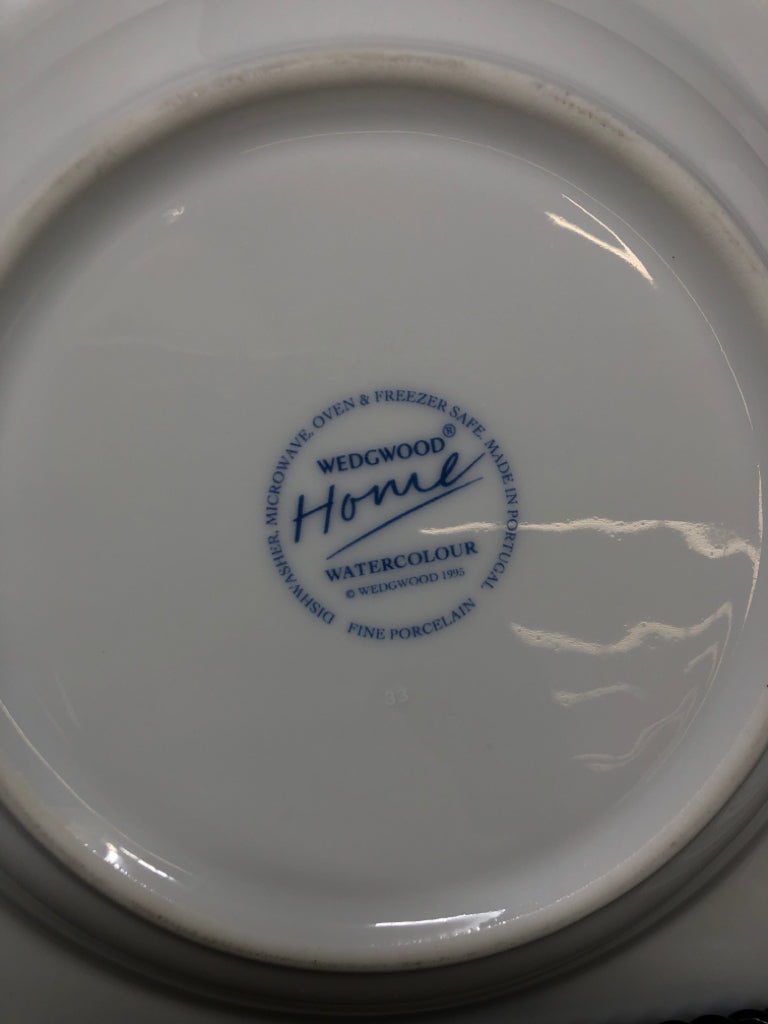 DISHWASHER, MICROWAVE, OVEN & FREEZER SAFE. MADE IN PORTUGAL
WEDGWOOD®
Home
WATERCOLOUR
© WEDGWOOD 1995
FINE PORCELAIN
33